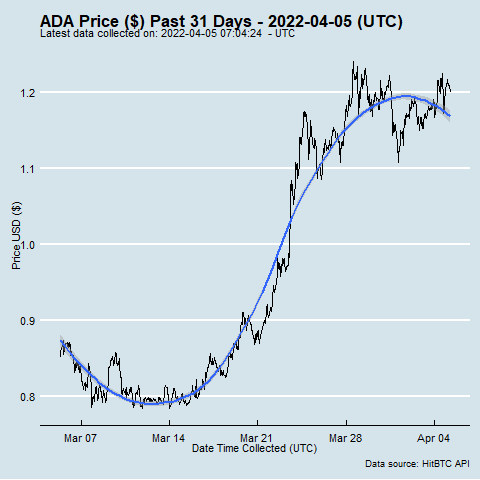 ADA Price ($) Past 31 Days - 2022-04-05 (UTC)
Latest data collected on: 2022-04-05 07:04:24 - UTC
1.2
1.1
1.0
0.9
0.8
Price USD ($)
Mar 07
Mar 14
Mar 21
Mar 28
Apr 04
Date Time Collected (UTC)
Data source: HitBTC API